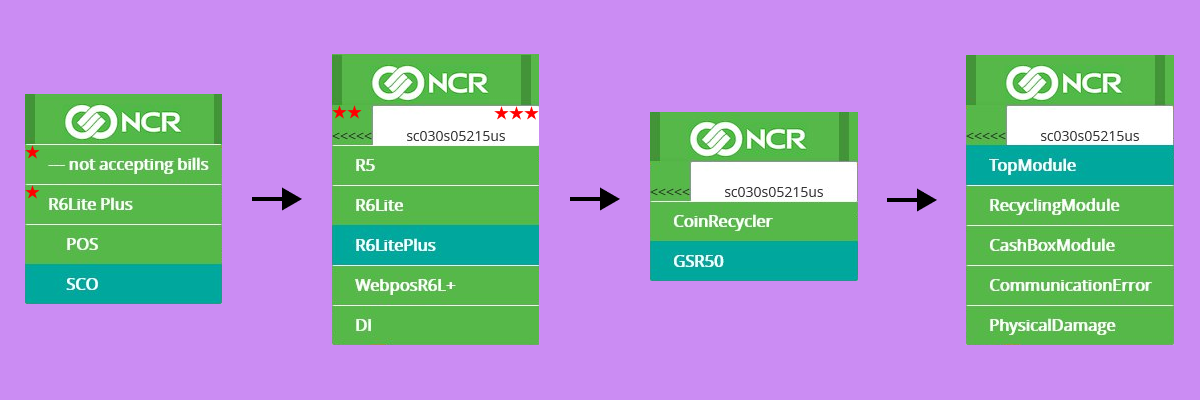 NCR
— not accepting bills
R6Lite Plus
POS
SCO
NCR
<<<<< sc030s05215us
R5
R6Lite
R6LitePlus
WebposR6L+
DI
NCR
<<<<< sc030s05215us
CoinRecycler
GSR50
NCR
<<<<< sc030s05215us
TopModule
RecyclingModule
CashBoxModule
CommunicationError
PhysicalDamage